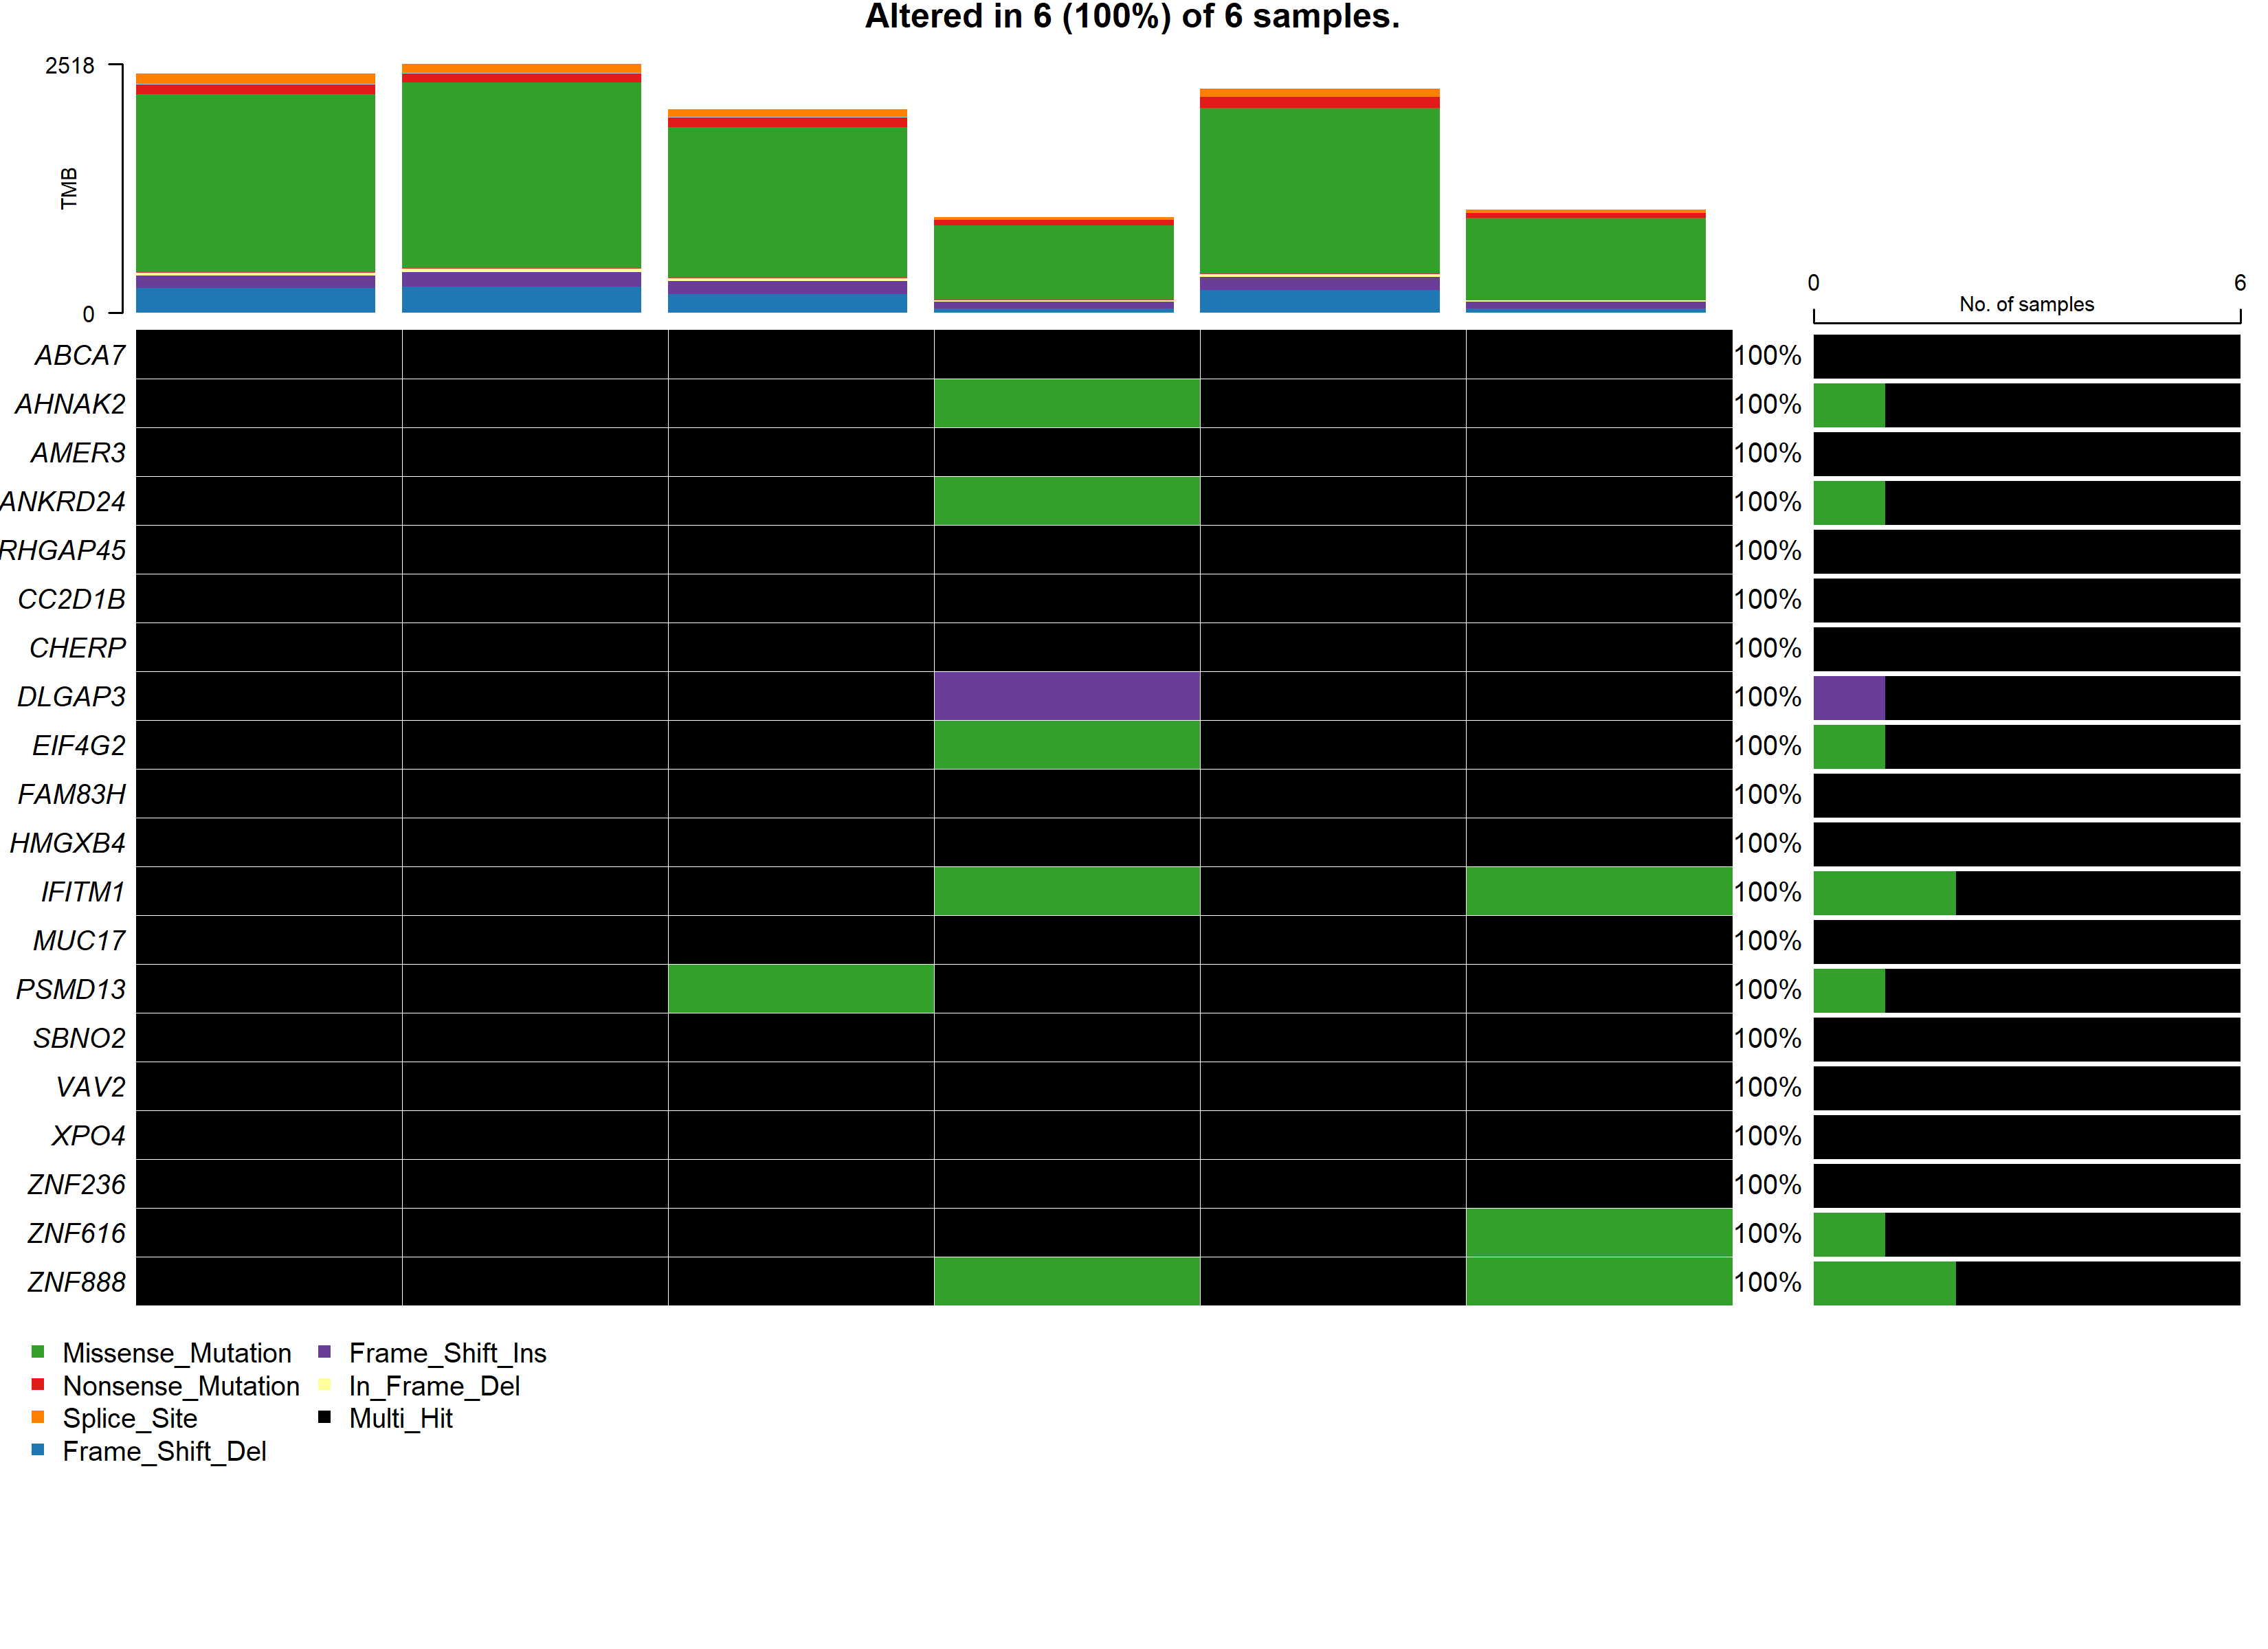 Altered in 6 (100%) of 6 samples.
2518
TMB
0
0 6
No. of samples
ABCA7 100%
AHNAK2 100%
AMER3 100%
ANKRD24 100%
RHGAP45 100%
CC2D1B 100%
CHERP 100%
DLGAP3 100%
EIF4G2 100%
FAM83H 100%
HMGXB4 100%
IFITM1 100%
MUC17 100%
PSMD13 100%
SBNO2 100%
VAV2 100%
XPO4 100%
ZNF236 100%
ZNF616 100%
ZNF888 100%
Missense_Mutation Frame_Shift_Ins
Nonsense_Mutation In_Frame_Del
Splice_Site Multi_Hit
Frame_Shift_Del